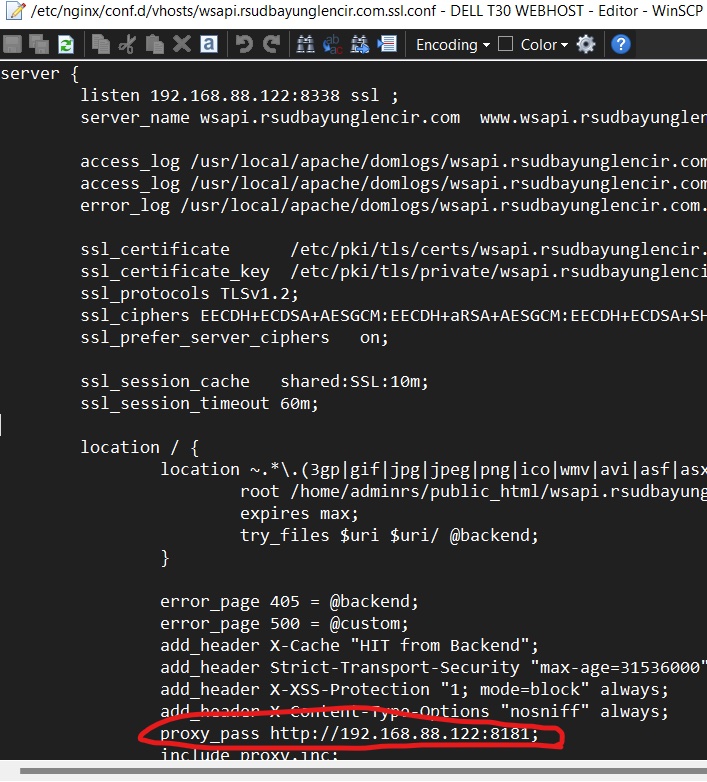 /etc/nginx/conf.d/vhosts/wsapi.rsudbayunglencir.com.ssl.conf - DELL T30 WEBHOST - Editor - WinSCP
Encoding Color
server {
listen 192.168.88.122:8338 ssl ;
server_name wsapi.rsudbayunglencir.com www.wsapi.rsudbayunglen
access_log /usr/local/apache/domlogs/wsapi.rsudbayunglencir.com
access_log /usr/local/apache/domlogs/wsapi.rsudbayunglencir.com
error_log /usr/local/apache/domlogs/wsapi.rsudbayunglencir.com.
ssl_certificate /etc/pki/tls/certs/wsapi.rsudbayunglencir.
ssl_certificate_key /etc/pki/tls/private/wsapi.rsudbayunglenci
ssl_protocols TLSv1.2;
ssl_ciphers EECDH+ECDSA+AESGCM:EECDH+aRSA+AESGCM:EECDH+ECDSA+SH
ssl_prefer_server_ciphers on;
ssl_session_cache shared:SSL:10m;
ssl_session_timeout 60m;
location / {
location ~.*\.(3gp|gif|jpg|jpeg|png|ico|wmv|avi|asf|asx
root /home/adminrs/public_html/wsapi.rsudbayung
expires max;
try_files $uri $uri/ @backend;
}
error_page 405 = @backend;
error_page 500 = @custom;
add_header X-Cache "HIT from Backend";
add_header Strict-Transport-Security "max-age=31536000"
add_header X-XSS-Protection "1; mode=block" always;
add_header X-Content-Type-Options "nosniff" always;
proxy_pass http://192.168.88.122:8181;
include proxy.inc;